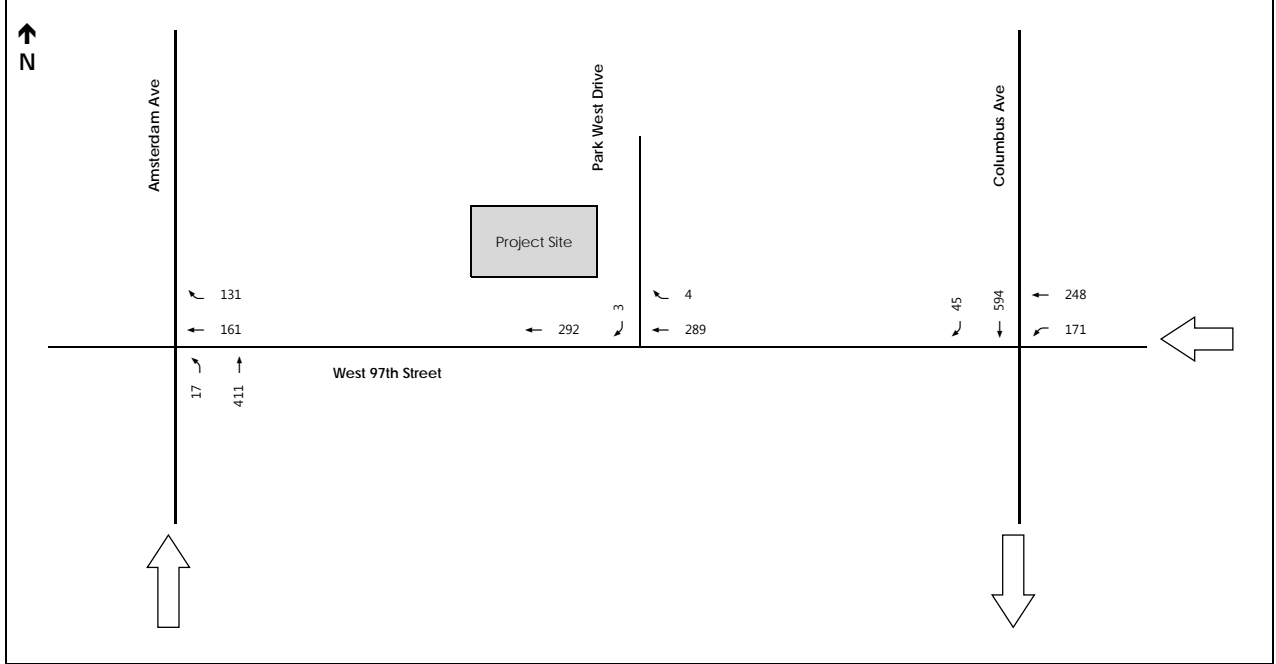 N
Amsterdam Ave
Park West Drive
Columbus Ave
Project Site
131
161
17
411
292
3
4
289
45
594
248
171
West 97th Street